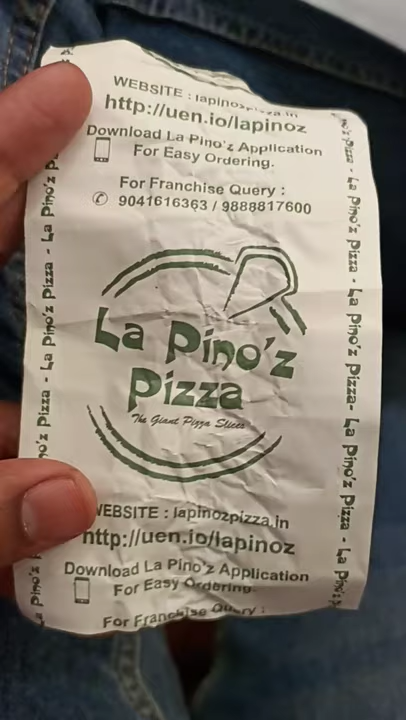 WEBSITE : lapinozpizza.in
http://uen.io/lapinoz
Download La Pino'z Application
For Easy Ordering.
For Franchise Query :
9041616363 / 9888817600
La Pino'z
Pizza
The Giant Pizza Slices
WEBSITE : lapinozpizza.in
http://uen.io/lapinoz
Download La Pino'z Application
For Easy Ordering.
For Franchise Query :
La Pino'z Pizza - La Pino'z Pizza - La Pino'z Pizza
Pizza - La Pino'z Pizza - La Pino'z Pizza - La Pino'z Pizza - La Pino'z